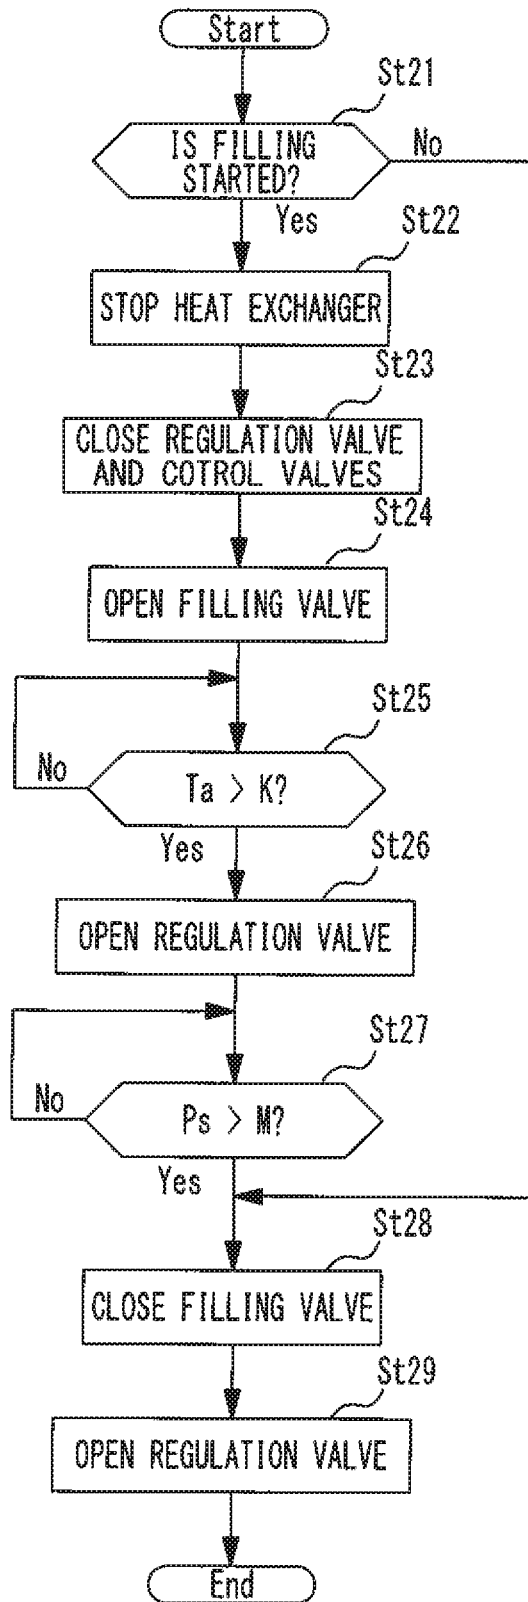 Start
St21
IS FILLING
STARTED?
No
Yes
St22
STOP HEAT EXCHANGER
St23
CLOSE REGULATION VALVE
AND COTROL VALVES
St24
OPEN FILLING VALVE
St25
Ta > K?
No
Yes
St26
OPEN REGULATION VALVE
St27
Ps > M?
No
Yes
St28
CLOSE FILLING VALVE
St29
OPEN REGULATION VALVE
End